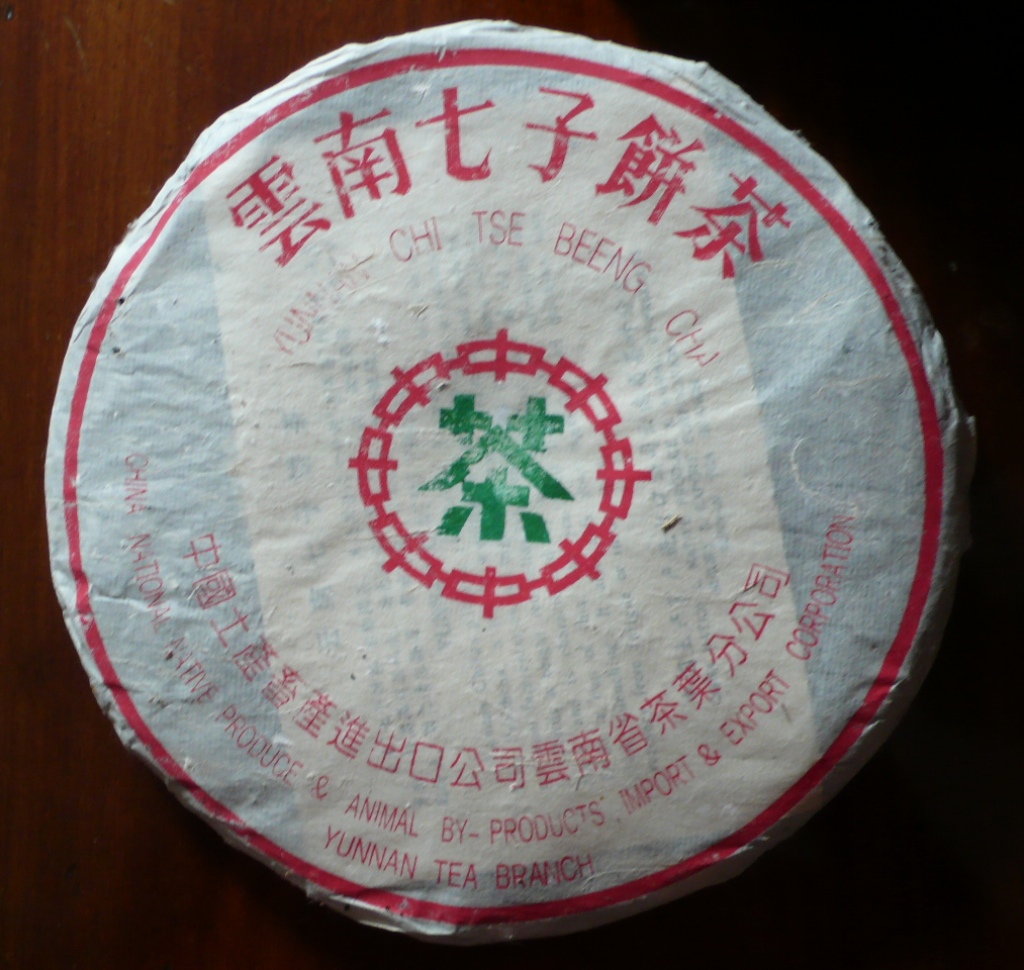 雲南七子餅茶
YUNNAN CHI TSE BEENG CHA
茶
中國土產畜產進出口公司雲南省茶葉分公司
CHINA NATIONAL NATIVE PRODUCE & ANIMAL BY-PRODUCTS IMPORT & EXPORT CORPORATION
YUNNAN TEA BRANCH